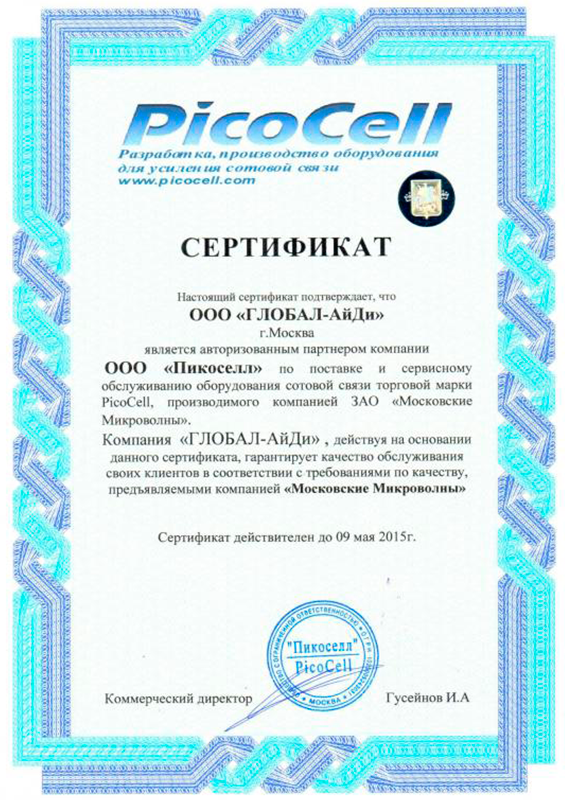 PicoCell
Разработка, производство оборудования
для усиления сотовой связи
www.picocell.com
СЕРТИФИКАТ
Настоящий сертификат подтверждает, что
ООО «ГЛОБАЛ-АйДи»
г.Москва
является авторизованным партнером компании
ООО «Пикоселл» по поставке и сервисному
обслуживанию оборудования сотовой связи торговой марки
PicoCell, производимого компанией ЗАО «Московские
Микроволны».
Компания «ГЛОБАЛ-АйДи» , действуя на основании
данного сертификата, гарантирует качество обслуживания
своих клиентов в соответствии с требованиями по качеству,
предъявляемыми компанией «Московские Микроволны»
Сертификат действителен до 09 мая 2015г.
ОГРАНИЧЕННОЙ ОТВЕТСТВЕННОСТЬЮ
"Пикоселл"
PicoCell
МОСКВА
Коммерческий директор
Гусейнов И.А